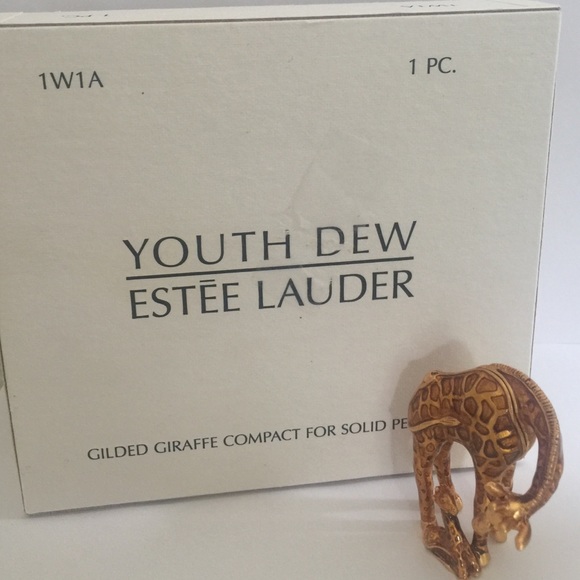 1W1A
1 PC.
YOUTH DEW
ESTĒE LAUDER
GILDED GIRAFFE COMPACT FOR SOLID